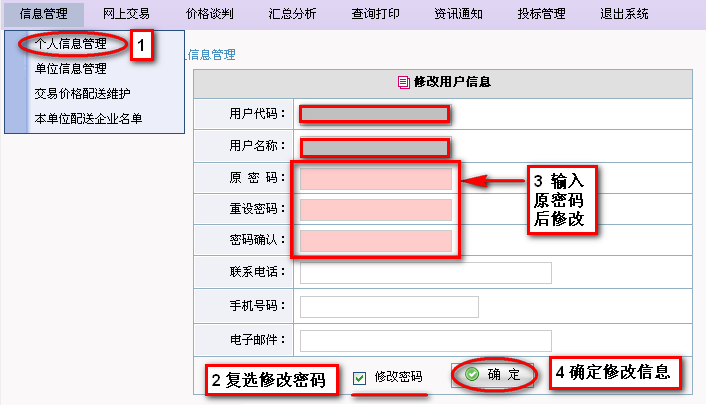 信息管理 网上交易 价格谈判 汇总分析 查询打印 资讯通知 投标管理 退出系统
个人信息管理 1
单位信息管理
信息管理
交易价格配送维护
本单位配送企业名单
修改用户信息
用户代码：
用户名称：
原 密 码：
重设密码：
密码确认：
3 输入
原密码
后修改
联系电话：
手机号码：
电子邮件：
2 复选修改密码 修改密码 确 定 4 确定修改信息